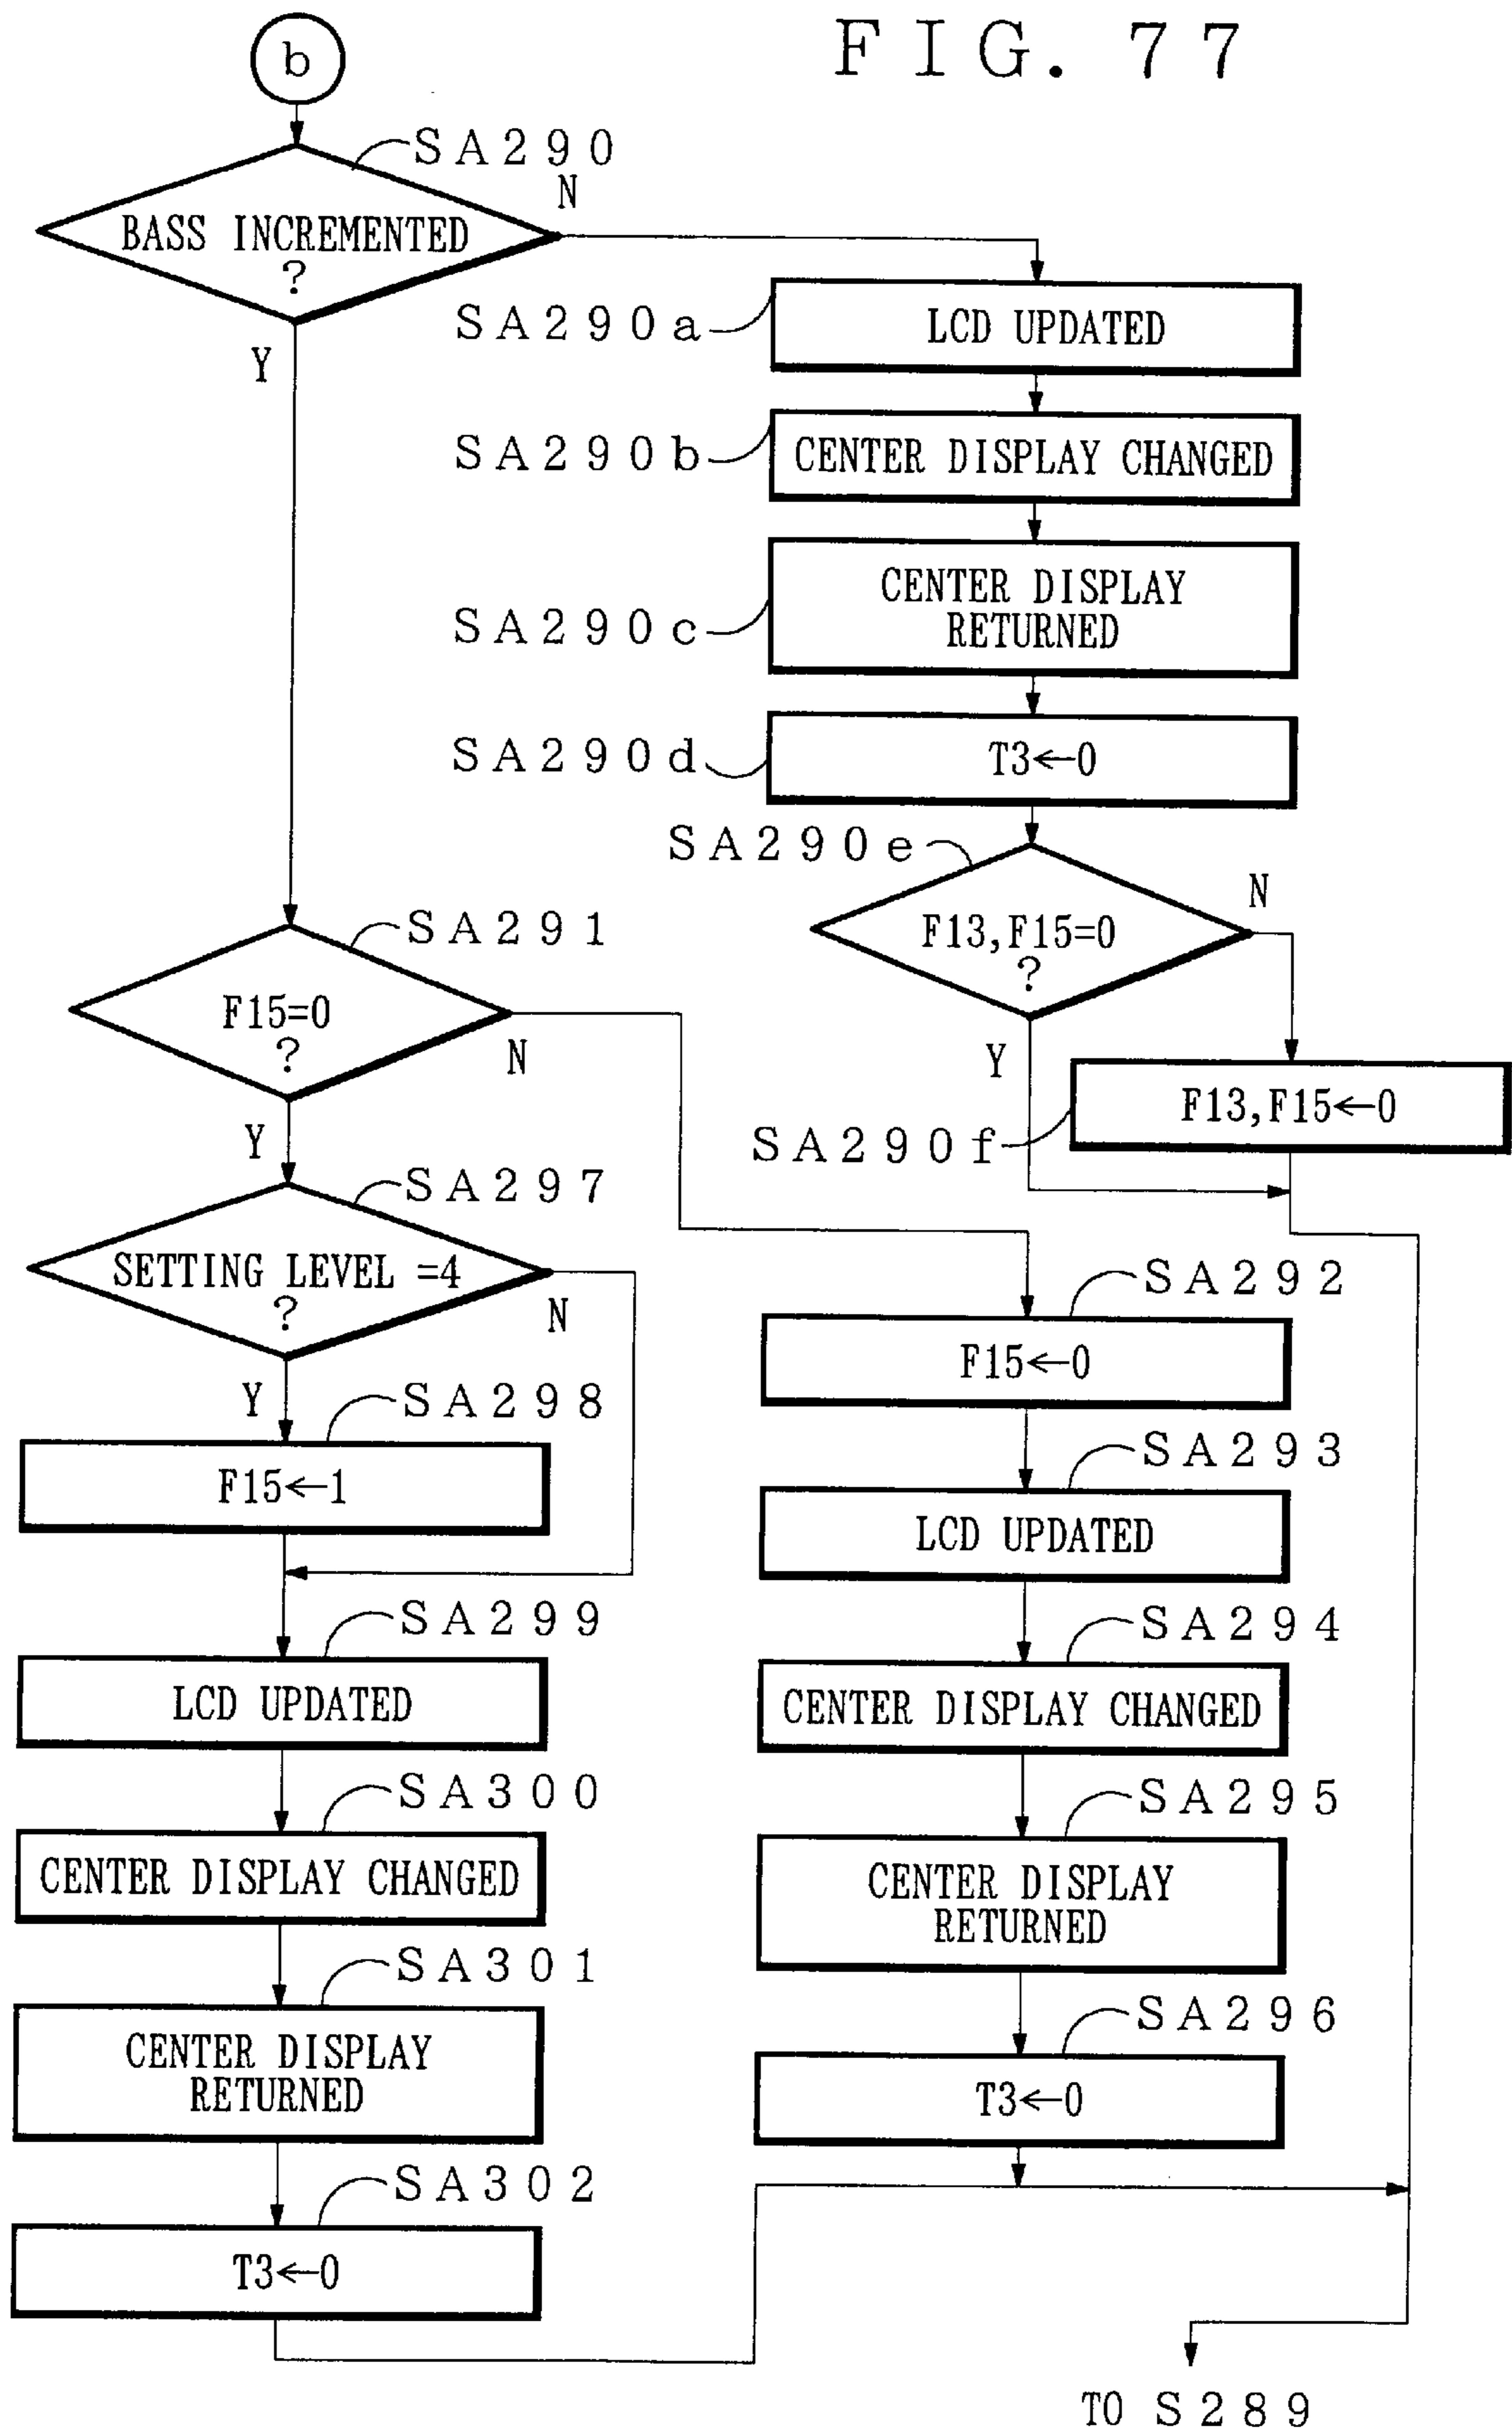 FIG. 77
b
SA290
BASS INCREMENTED
?
N
Y
SA290a
LCD UPDATED
SA290b
CENTER DISPLAY CHANGED
SA290c
CENTER DISPLAY
RETURNED
SA290d
T3←0
SA290e
F13,F15=0
?
N
Y
SA290f
F13,F15←0
SA291
F15=0
?
N
Y
SA297
SETTING LEVEL =4
?
N
Y
SA298
F15←1
SA299
LCD UPDATED
SA300
CENTER DISPLAY CHANGED
SA301
CENTER DISPLAY
RETURNED
SA302
T3←0
SA292
F15←0
SA293
LCD UPDATED
SA294
CENTER DISPLAY CHANGED
SA295
CENTER DISPLAY
RETURNED
SA296
T3←0
TO S289